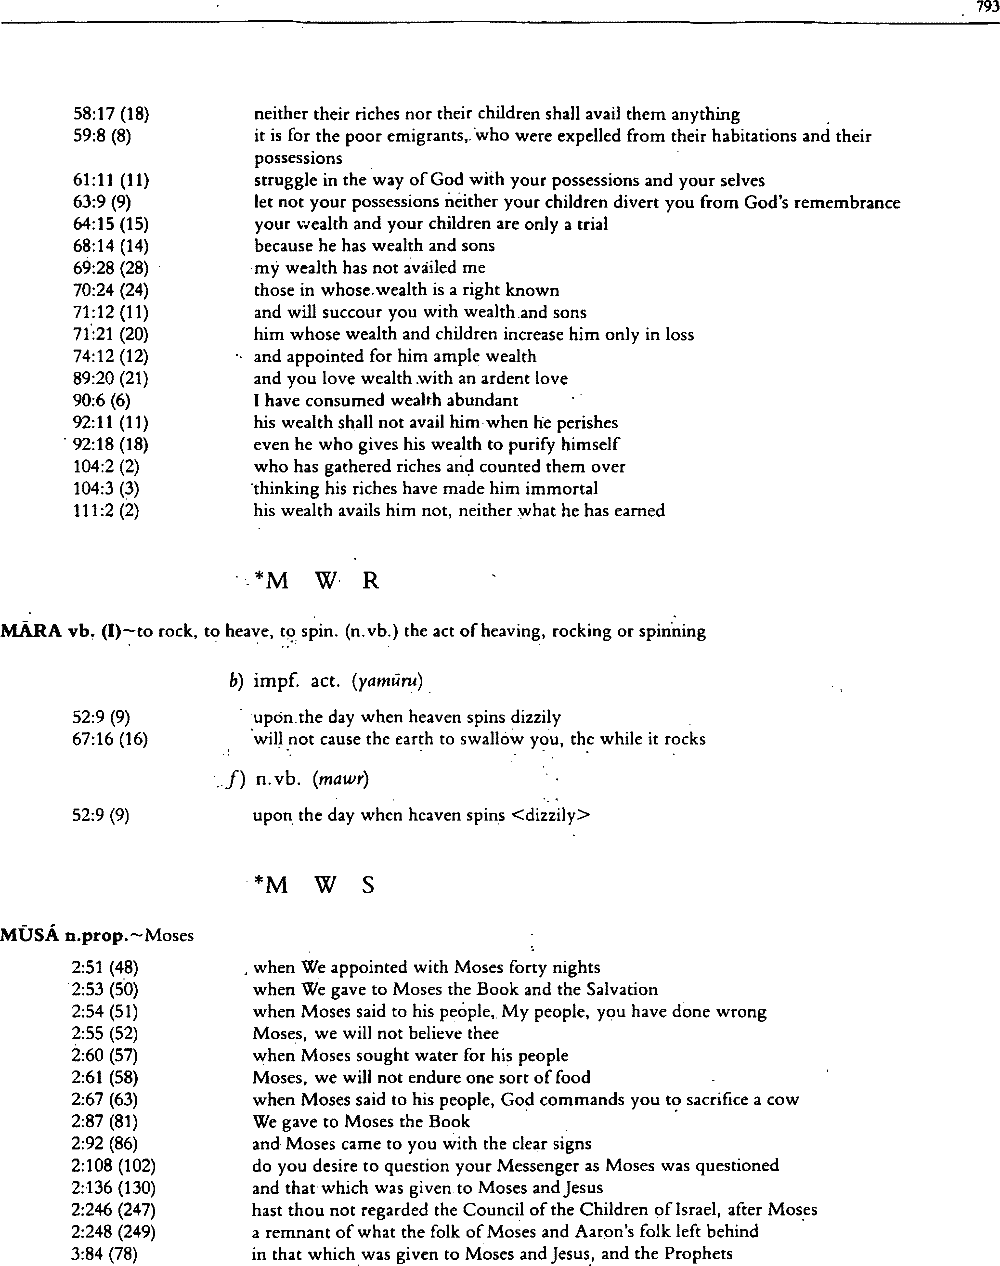 793
58:17 (18) neither their riches nor their children shall avail them anything
59:8 (8) it is for the poor emigrants, who were expelled from their habitations and their
possessions
61:11 (11) struggle in the way of God with your possessions and your selves
63:9 (9) let not your possessions neither your children divert you from God's remembrance
64:15 (15) your wealth and your children are only a trial
68:14 (14) because he has wealth and sons
69:28 (28) my wealth has not availed me
70:24 (24) those in whose wealth is a right known
71:12 (11) and will succour you with wealth and sons
71:21 (20) him whose wealth and children increase him only in loss
74:12 (12) and appointed for him ample wealth
89:20 (21) and you love wealth with an ardent love
90:6 (6) I have consumed wealth abundant
92:11 (11) his wealth shall not avail him when he perishes
92:18 (18) even he who gives his wealth to purify himself
104:2 (2) who has gathered riches and counted them over
104:3 (3) thinking his riches have made him immortal
111:2 (2) his wealth avails him not, neither what he has earned
*M W R
MĀRA vb. (I)~to rock, to heave, to spin. (n.vb.) the act of heaving, rocking or spinning
b) impf. act. (yamūru)
52:9 (9) upon the day when heaven spins dizzily
67:16 (16) will not cause the earth to swallow you, the while it rocks
f) n.vb. (mawr)
52:9 (9) upon the day when heaven spins <dizzily>
*M W S
MŪSÁ n.prop.~Moses
2:51 (48) when We appointed with Moses forty nights
2:53 (50) when We gave to Moses the Book and the Salvation
2:54 (51) when Moses said to his people, My people, you have done wrong
2:55 (52) Moses, we will not believe thee
2:60 (57) when Moses sought water for his people
2:61 (58) Moses, we will not endure one sort of food
2:67 (63) when Moses said to his people, God commands you to sacrifice a cow
2:87 (81) We gave to Moses the Book
2:92 (86) and Moses came to you with the clear signs
2:108 (102) do you desire to question your Messenger as Moses was questioned
2:136 (130) and that which was given to Moses and Jesus
2:246 (247) hast thou not regarded the Council of the Children of Israel, after Moses
2:248 (249) a remnant of what the folk of Moses and Aaron's folk left behind
3:84 (78) in that which was given to Moses and Jesus, and the Prophets